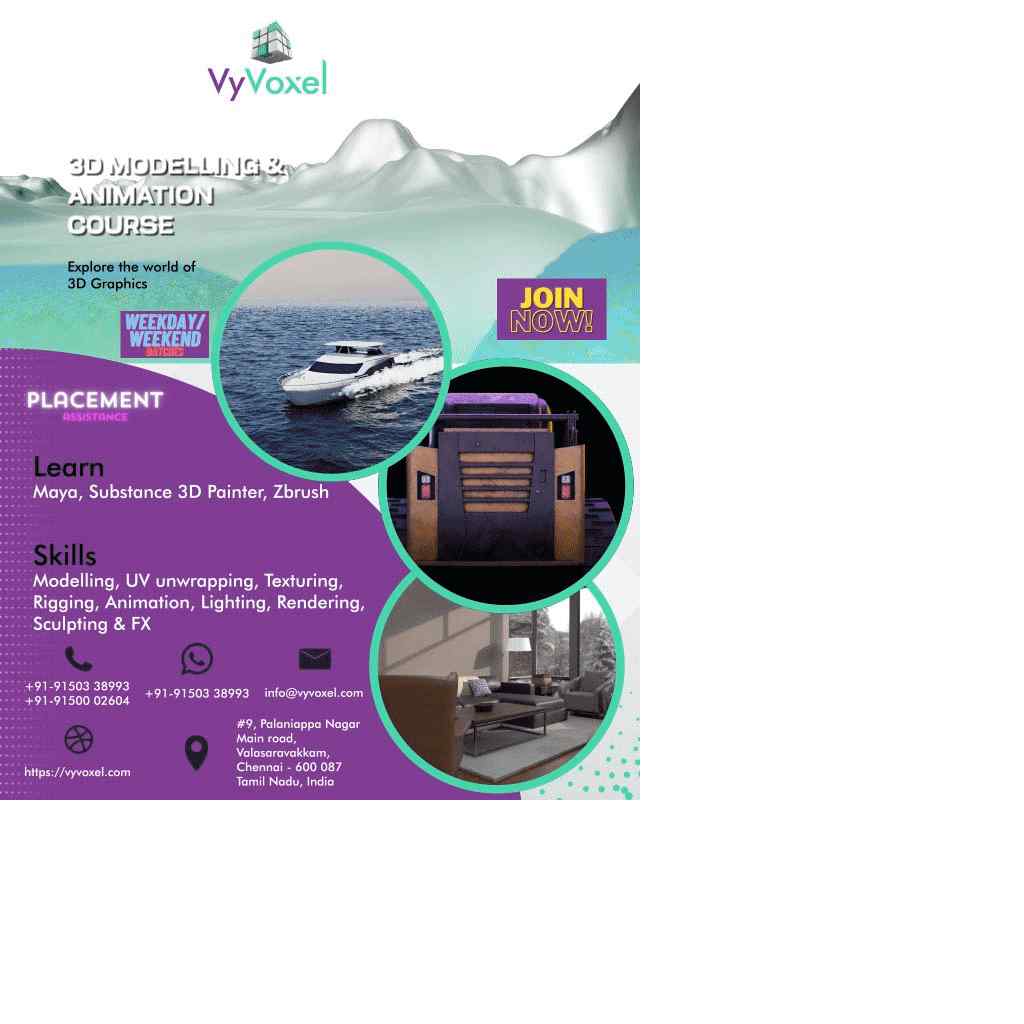 VyVoxel
3D MODELLING &
ANIMATION
COURSE
Explore the world of
3D Graphics
WEEKDAY/
WEEKEND
BATCHES
JOIN
NOW!
PLACEMENT
ASSISTANCE
Learn
Maya, Substance 3D Painter, Zbrush
Skills
Modelling, UV unwrapping, Texturing,
Rigging, Animation, Lighting, Rendering,
Sculpting & FX
+91-91503 38993
+91-91500 02604
+91-91503 38993
info@vyvoxel.com
https://vyvoxel.com
#9, Palaniappa Nagar
Main road,
Valasaravakkam,
Chennai - 600 087
Tamil Nadu, India